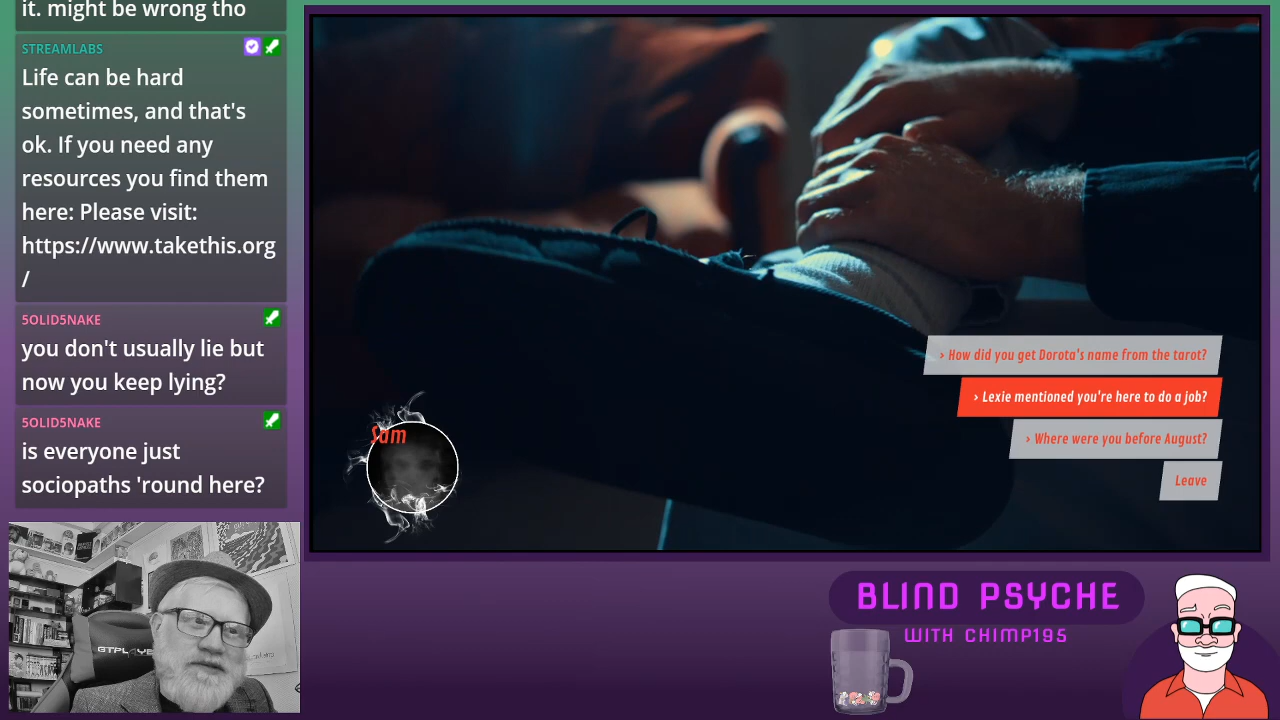 it. might be wrong tho
STREAMLABS
Life can be hard
sometimes, and that's
ok. If you need any
resources you find them
here: Please visit:
https://www.takethis.org
/
5OLID5NAKE
you don't usually lie but
now you keep lying?
5OLID5NAKE
is everyone just
sociopaths 'round here?
› How did you get Dorota's name from the tarot?
› Lexie mentioned you're here to do a job?
› Where were you before August?
Leave
Sam
BLIND PSYCHE
WITH CHIMP195